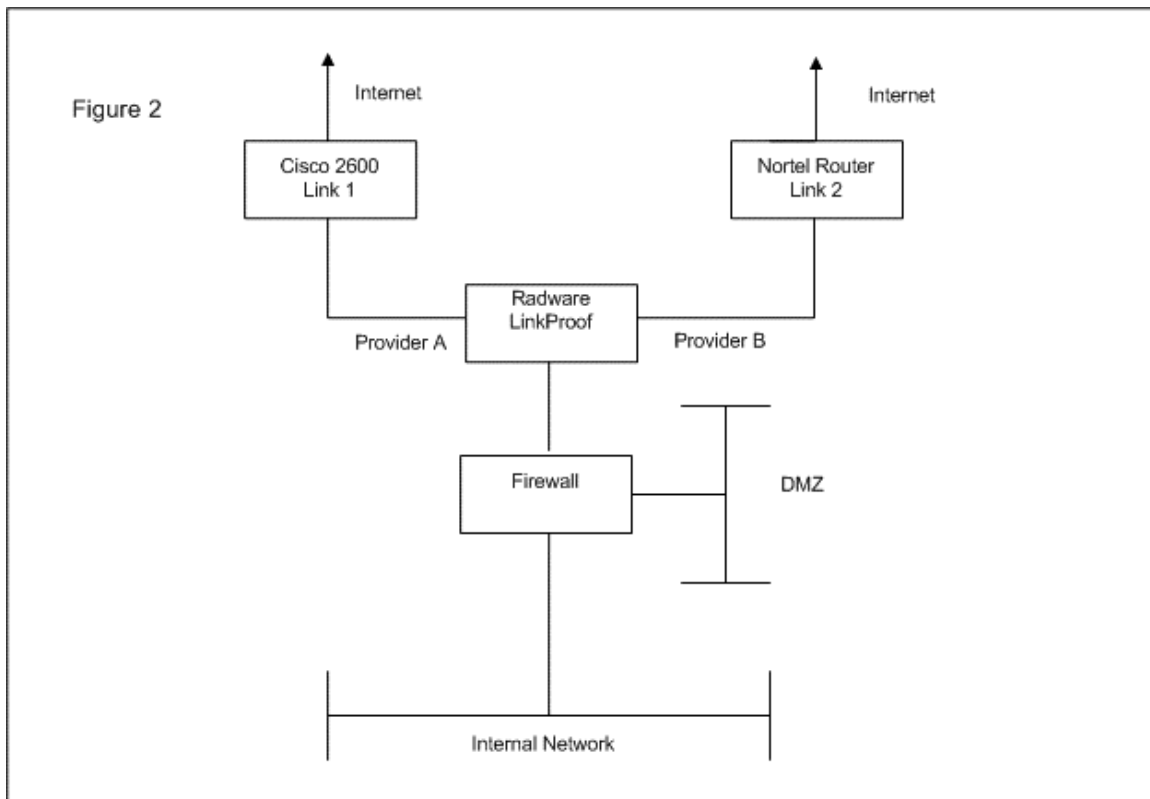 Figure 2
Internet
Internet
Cisco 2600
Link 1
Nortel Router
Link 2
Radware
LinkProof
Provider A
Provider B
Firewall
DMZ
Internal Network